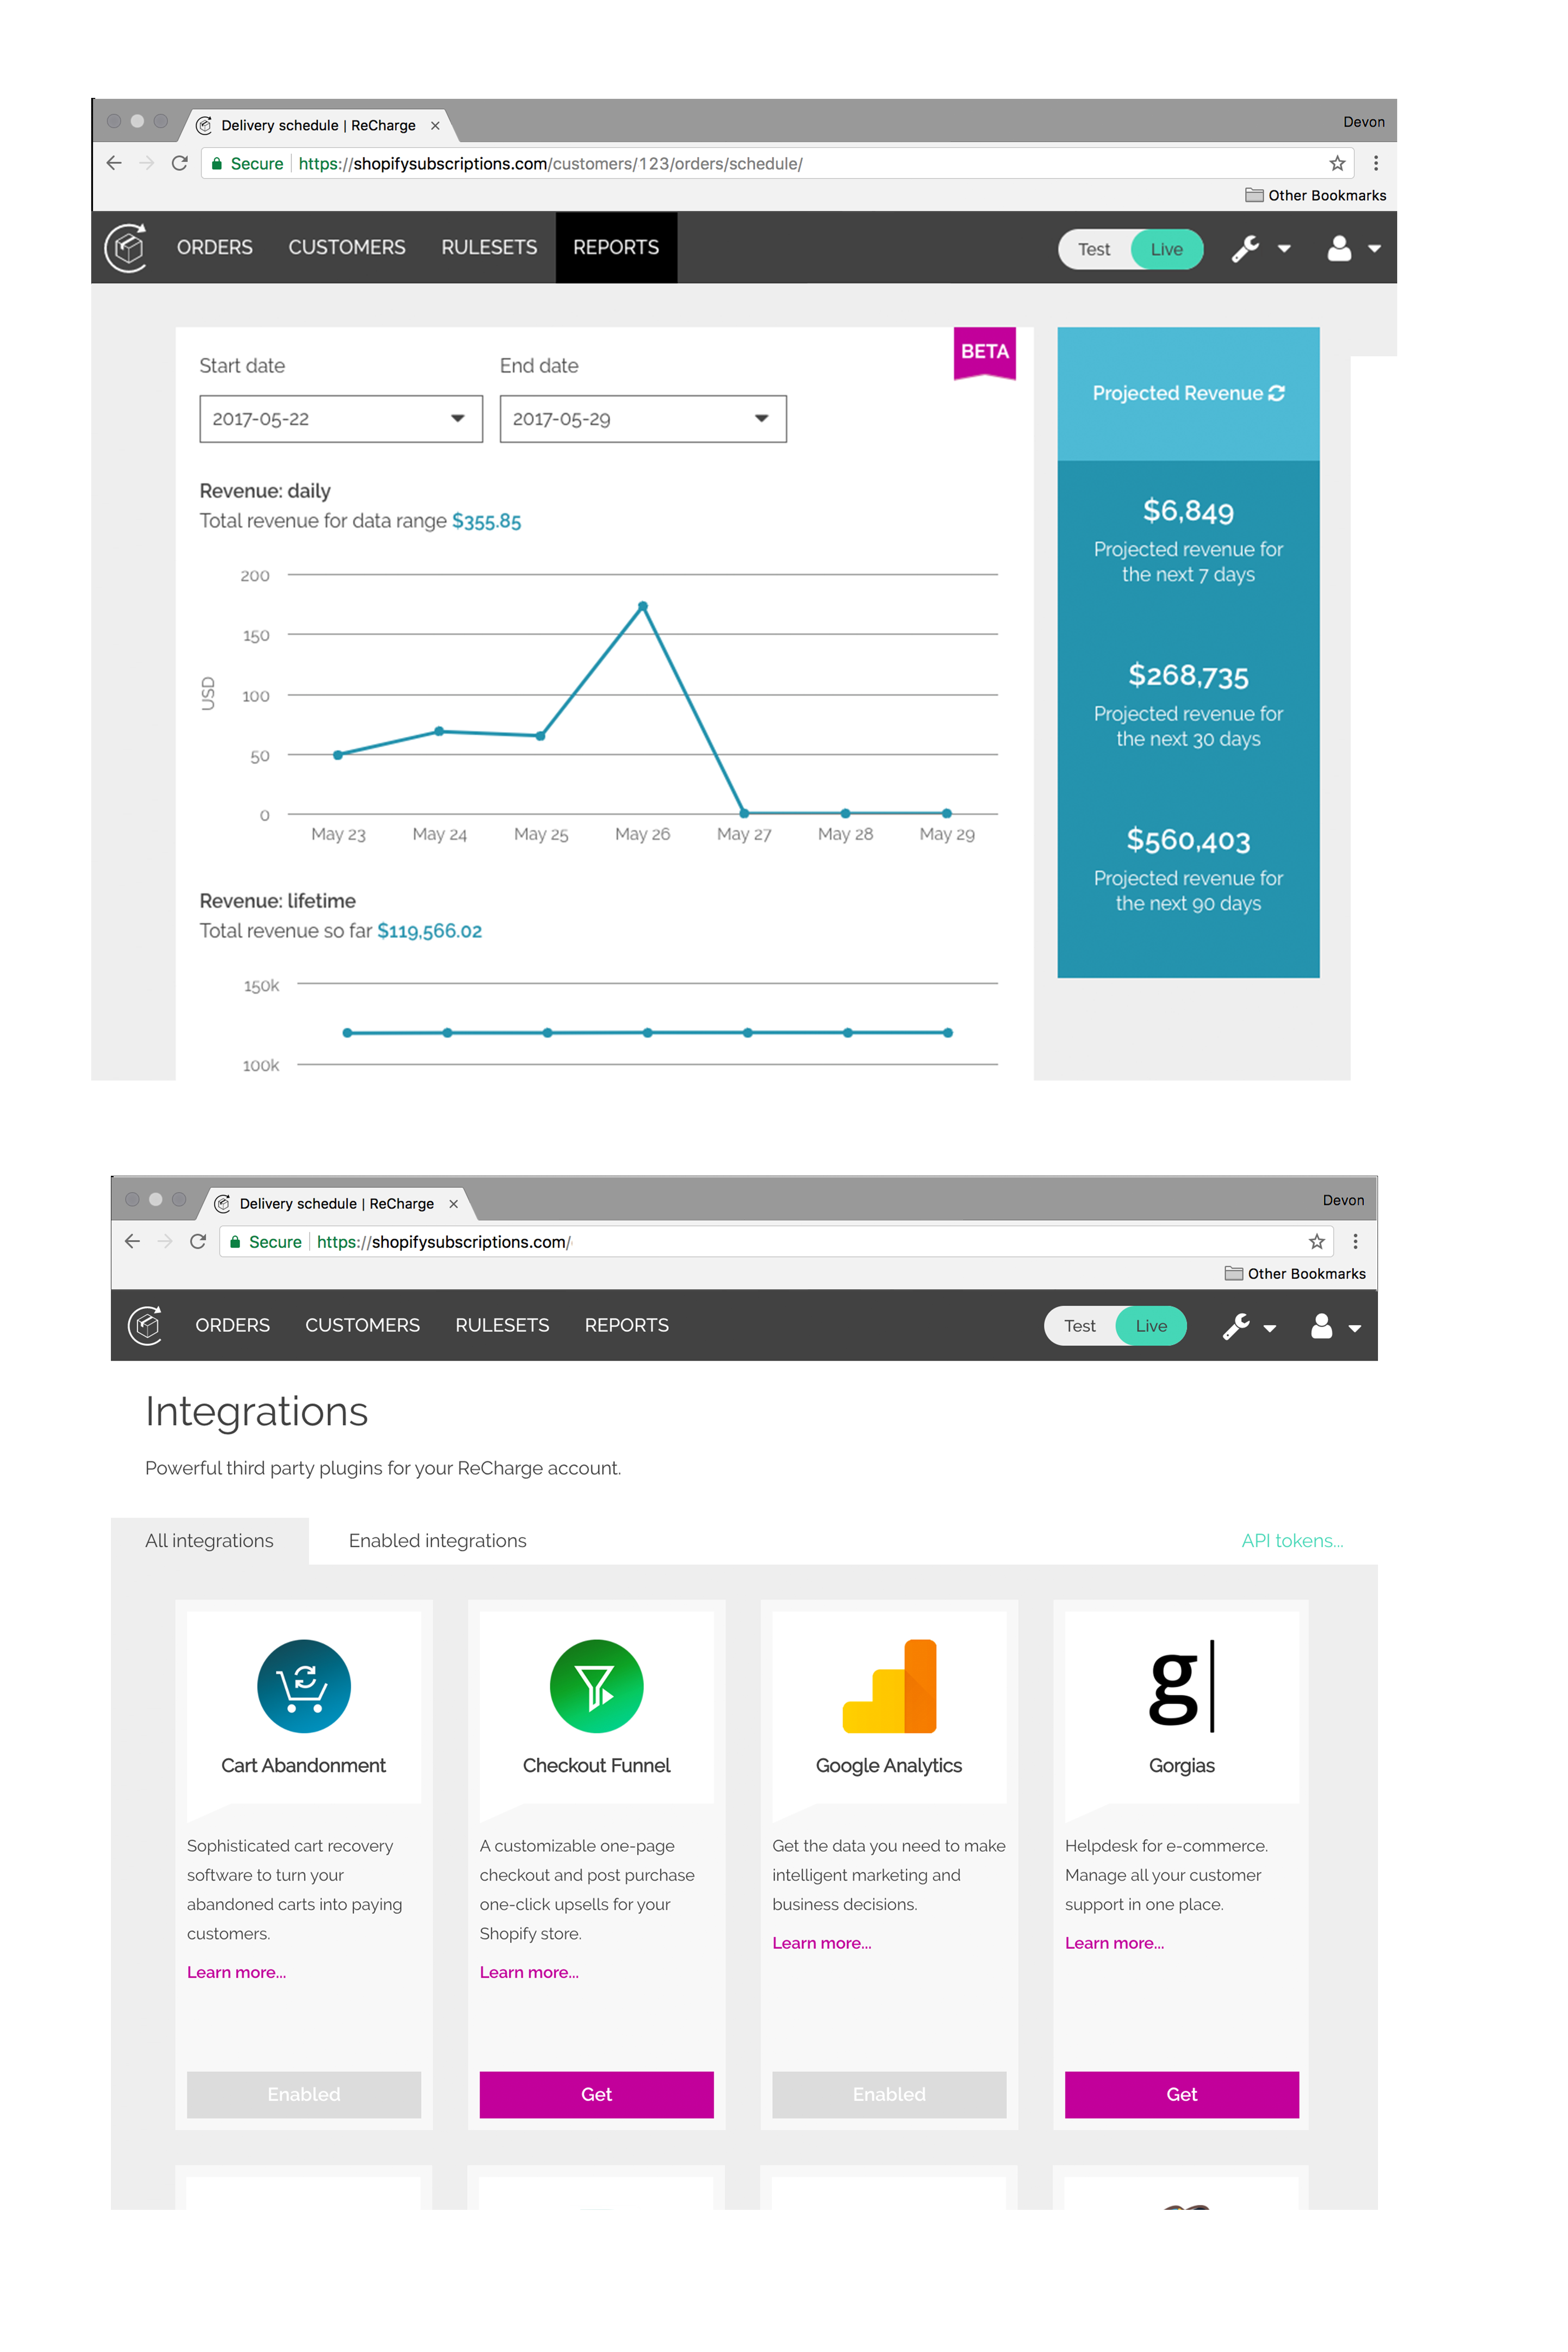 Delivery schedule | ReCharge ×
Devon
Secure | https://shopifysubscriptions.com/customers/123/orders/schedule/
Other Bookmarks
ORDERS CUSTOMERS RULESETS REPORTS Test Live
Start date End date BETA
2017-05-22 2017-05-29
Revenue: daily
Total revenue for data range $355.85
200
150
100
50
0
USD
May 23 May 24 May 25 May 26 May 27 May 28 May 29
Revenue: lifetime
Total revenue so far $119,566.02
150k
100k
Projected Revenue
$6,849
Projected revenue for
the next 7 days
$268,735
Projected revenue for
the next 30 days
$560,403
Projected revenue for
the next 90 days
Delivery schedule | ReCharge ×
Devon
Secure | https://shopifysubscriptions.com/
Other Bookmarks
ORDERS CUSTOMERS RULESETS REPORTS Test Live
Integrations
Powerful third party plugins for your ReCharge account.
All integrations Enabled integrations API tokens...
Cart Abandonment
Sophisticated cart recovery
software to turn your
abandoned carts into paying
customers.
Learn more...
Enabled
Checkout Funnel
A customizable one-page
checkout and post purchase
one-click upsells for your
Shopify store.
Learn more...
Get
Google Analytics
Get the data you need to make
intelligent marketing and
business decisions.
Learn more...
Enabled
g|
Gorgias
Helpdesk for e-commerce.
Manage all your customer
support in one place.
Learn more...
Get